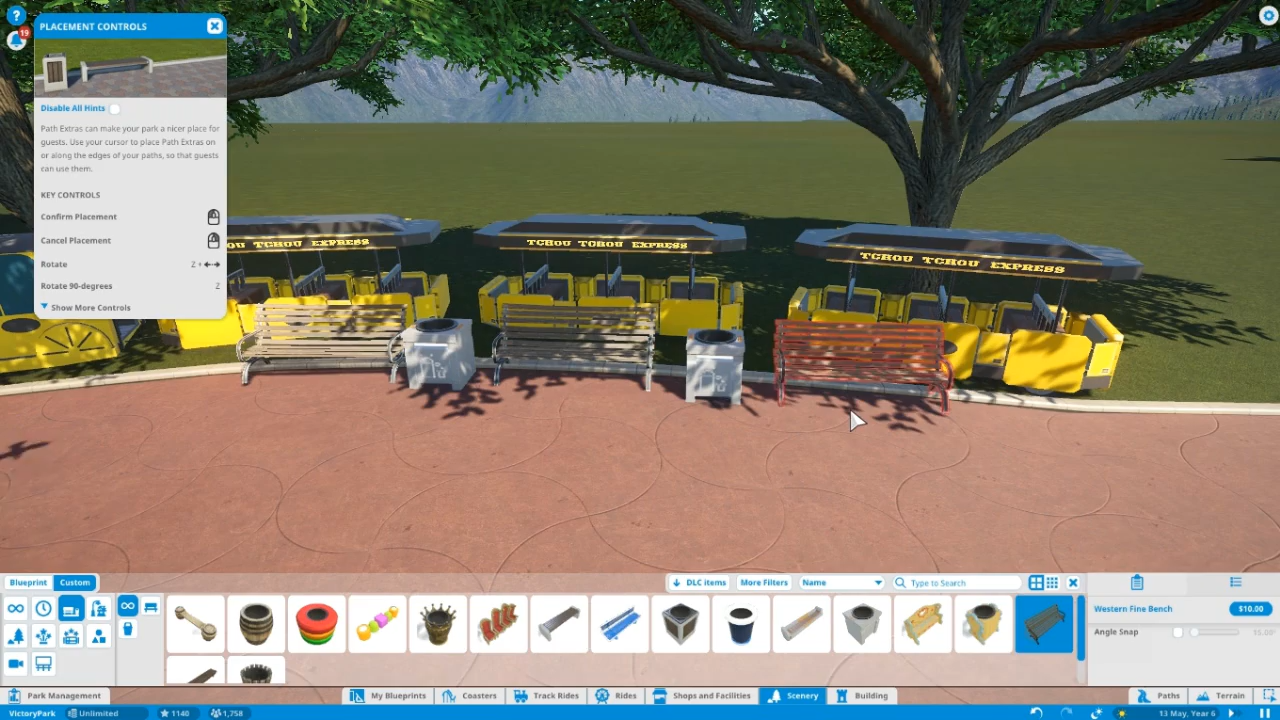 ?
19
PLACEMENT CONTROLS
Disable All Hints
Path Extras can make your park a nicer place for
guests. Use your cursor to place Path Extras on
or along the edges of your paths, so that guests
can use them.
KEY CONTROLS
Confirm Placement
Cancel Placement
Rotate Z +
Rotate 90-degrees Z
Show More Controls
OU TCHOU EXPRESS
TCHOU TCHOU EXPRESS
TCHOU TCHOU EXPRESS
Blueprint Custom DLC items More Filters Name Type to Search
Western Fine Bench $10.00
Angle Snap 15.00°
Park Management My Blueprints Coasters Track Rides Rides Shops and Facilities Scenery Building Paths Terrain
VictoryPark Unlimited 1140 1,758 13 May, Year 6